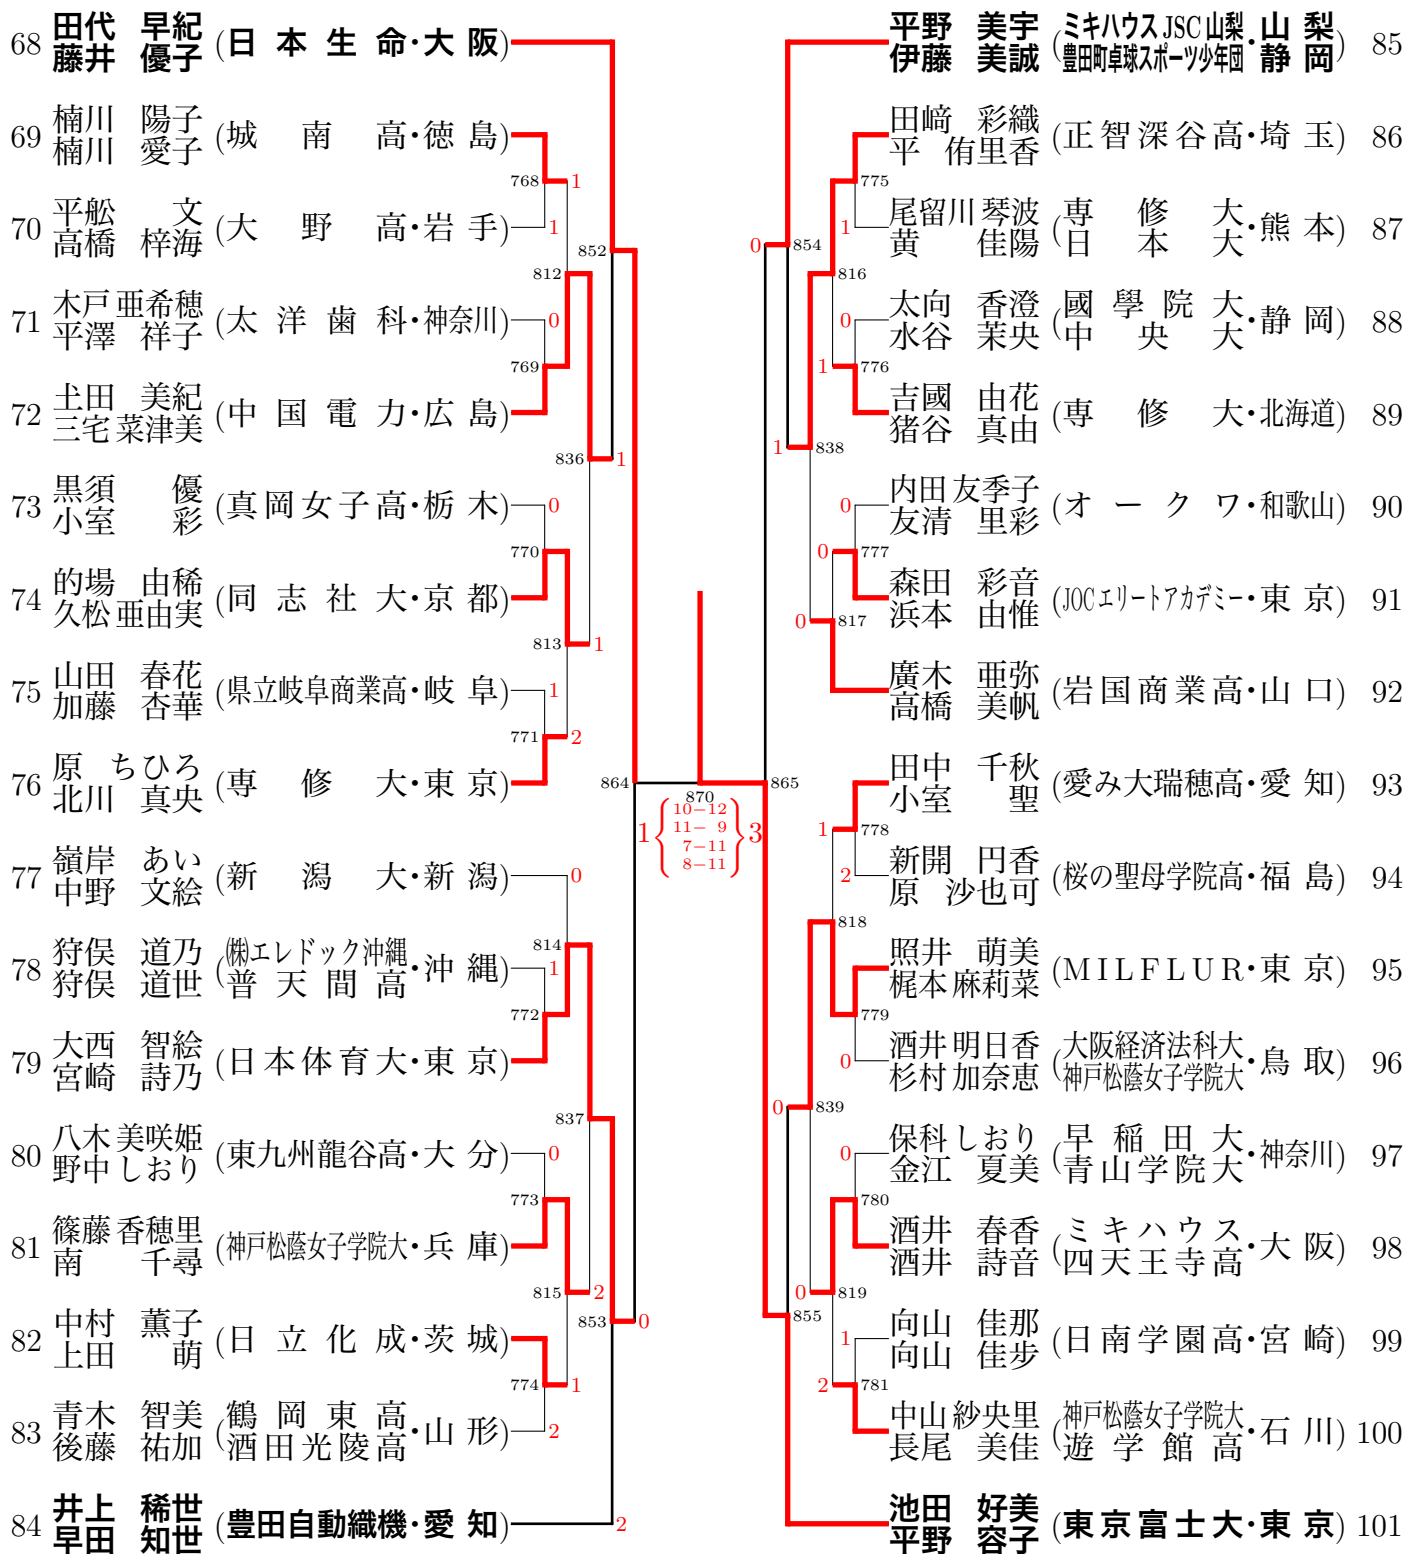 68 田代 早紀 藤井 優子 (日本生命・大阪)
69 楠川 陽子 楠川 愛子 (城南高・徳島)
70 平舩 文 高橋 梓海 (大野高・岩手)
71 木戸亜希穂 平澤 祥子 (太洋歯科・神奈川)
72 土田 美紀 三宅菜津美 (中国電力・広島)
73 黒須 優 小室 彩 (真岡女子高・栃木)
74 的場 由稀 久松亜由実 (同志社大・京都)
75 山田 春花 加藤 杏華 (県立岐阜商業高・岐阜)
76 原 ちひろ 北川 真央 (専修大・東京)
77 嶺岸 あい 中野 文絵 (新潟大・新潟)
78 狩俣 道乃 狩俣 道世 (㈱エレドック沖縄 普天間高・沖縄)
79 大西 智絵 宮崎 詩乃 (日本体育大・東京)
80 八木美咲姫 野中しおり (東九州龍谷高・大分)
81 篠藤香穂里 南 千尋 (神戸松蔭女子学院大・兵庫)
82 中村 薫子 上田 萌 (日立化成・茨城)
83 青木 智美 後藤 祐加 (鶴岡東高 酒田光陵高・山形)
84 井上 稀世 早田 知世 (豊田自動織機・愛知)
768 1
1
852
812
0
769
836 1
0
770
813 1
1
771 2
864
0
814
1
772
837
0
773
815 2
853 0
774 1
2
2
870
1 { 10−12
11− 9
7−11
8−11 } 3
平野 美宇 伊藤 美誠 (ミキハウスJSC山梨 豊田町卓球スポーツ少年団・山梨 静岡) 85
田﨑 彩織 平 侑里香 (正智深谷高・埼玉) 86
尾留川琴波 黄 佳陽 (専修大 日本大・熊本) 87
太向 香澄 水谷 茉央 (國學院大 中央大・静岡) 88
吉國 由花 猪谷 真由 (専修大・北海道) 89
内田友季子 友清 里彩 (オークワ・和歌山) 90
森田 彩音 浜本 由惟 (JOCエリートアカデミー・東京) 91
廣木 亜弥 高橋 美帆 (岩国商業高・山口) 92
田中 千秋 小室 聖 (愛み大瑞穂高・愛知) 93
新開 円香 原 沙也可 (桜の聖母学院高・福島) 94
照井 萌美 梶本麻莉菜 (MILFLUR・東京) 95
酒井明日香 杉村加奈恵 (大阪経済法科大 神戸松蔭女子学院大・鳥取) 96
保科しおり 金江 夏美 (早稲田大 青山学院大・神奈川) 97
酒井 春香 酒井 詩音 (ミキハウス 四天王寺高・大阪) 98
向山 佳那 向山 佳歩 (日南学園高・宮崎) 99
中山紗央里 長尾 美佳 (神戸松蔭女子学院大 遊学館高・石川) 100
池田 好美 平野 容子 (東京富士大・東京) 101
775
1
0 854
816
0
1 776
1 838
0
0 777
0 817
865
1 778
2
818
779
0
0 839
0
780
0 819
855
1
2 781